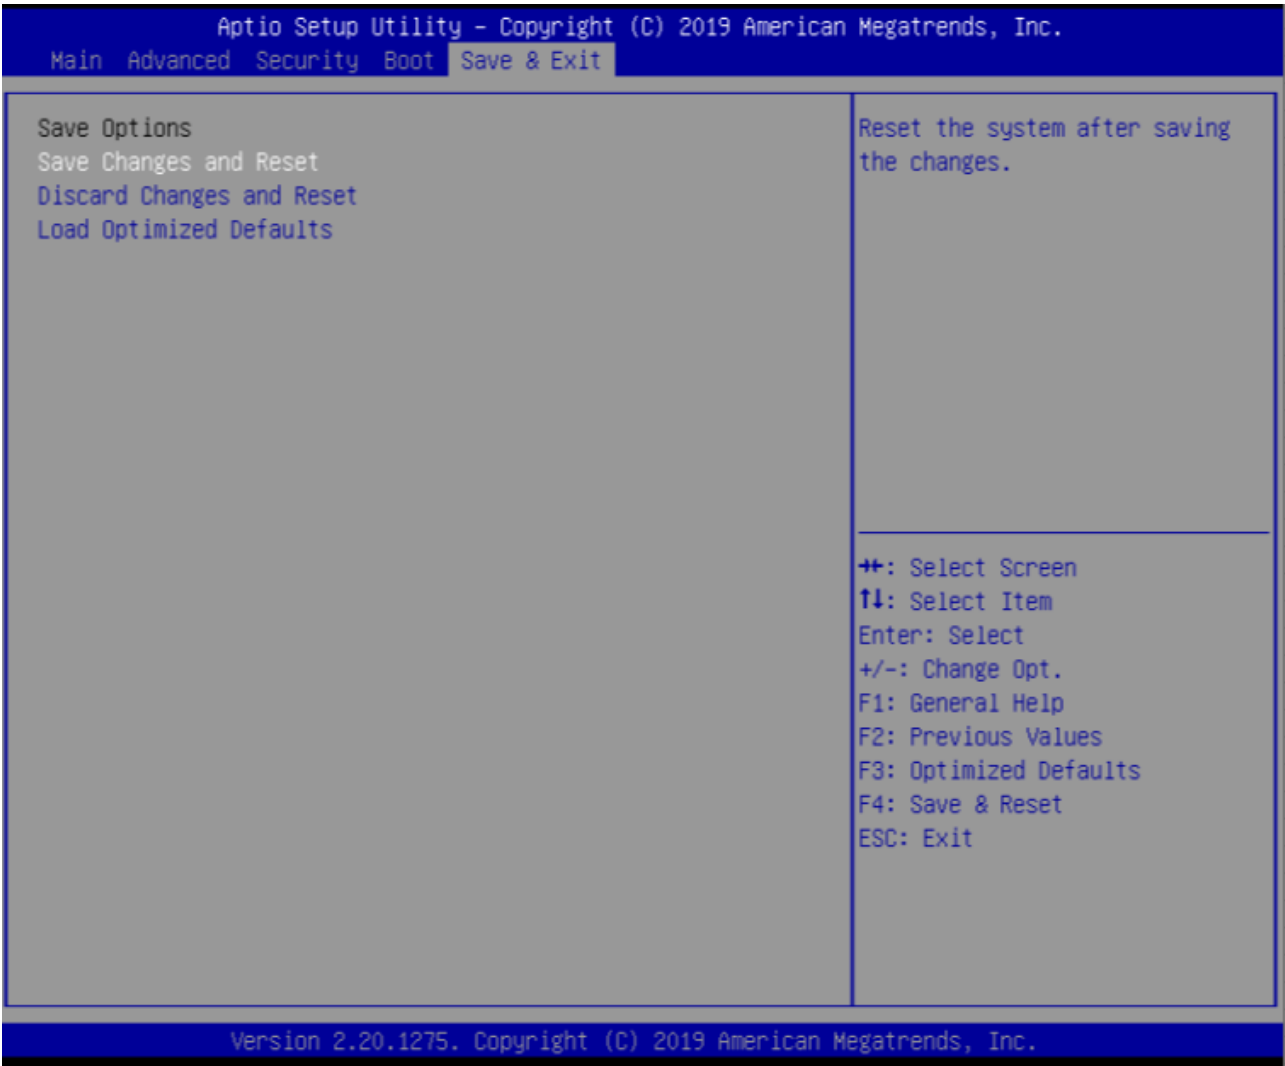 Aptio Setup Utility – Copyright (C) 2019 American Megatrends, Inc.
Main Advanced Security Boot Save & Exit
Save Options
Save Changes and Reset
Discard Changes and Reset
Load Optimized Defaults
Reset the system after saving
the changes.
→←: Select Screen
↑↓: Select Item
Enter: Select
+/-: Change Opt.
F1: General Help
F2: Previous Values
F3: Optimized Defaults
F4: Save & Reset
ESC: Exit
Version 2.20.1275. Copyright (C) 2019 American Megatrends, Inc.